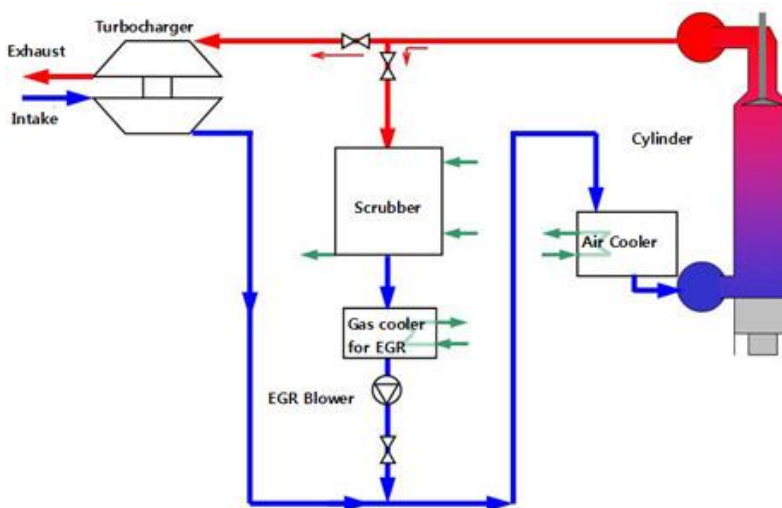 Turbocharger
Exhaust
Intake
Cylinder
Scrubber
Air Cooler
Gas cooler
for EGR
EGR Blower